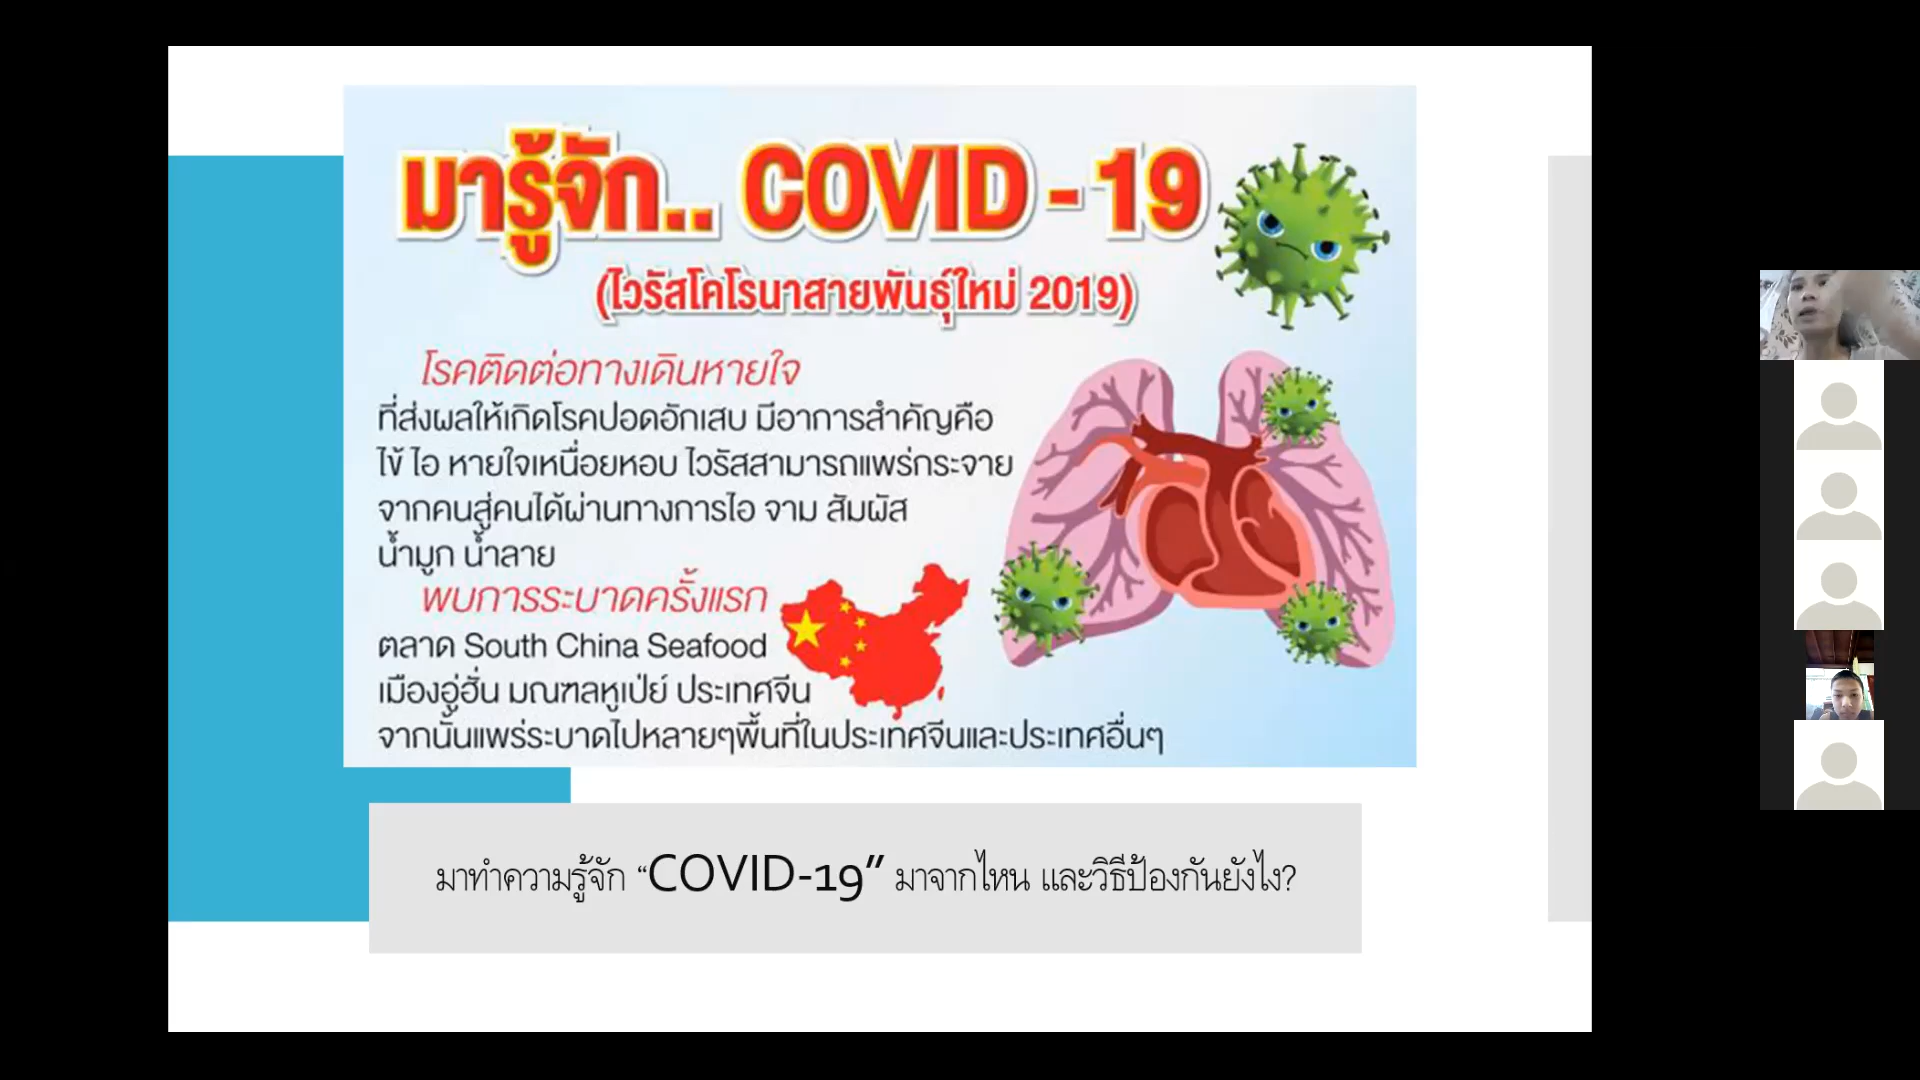 มารู้จัก.. COVID - 19
(ไวรัสโคโรนาสายพันธุ์ใหม่ 2019)
โรคติดต่อทางเดินหายใจ
ที่ส่งผลให้เกิดโรคปอดอักเสบ มีอาการสำคัญคือ
ไข้ ไอ หายใจเหนื่อยหอบ ไวรัสสามารถแพร่กระจาย
จากคนสู่คนได้ผ่านทางการไอ จาม สัมผัส
น้ำมูก น้ำลาย
พบการระบาดครั้งแรก
ตลาด South China Seafood
เมืองอู่ฮั่น มณฑลหูเป่ย์ ประเทศจีน
จากนั้นแพร่ระบาดไปหลายๆพื้นที่ในประเทศจีนและประเทศอื่นๆ
มาทำความรู้จัก “COVID-19” มาจากไหน และวิธีป้องกันยังไง?